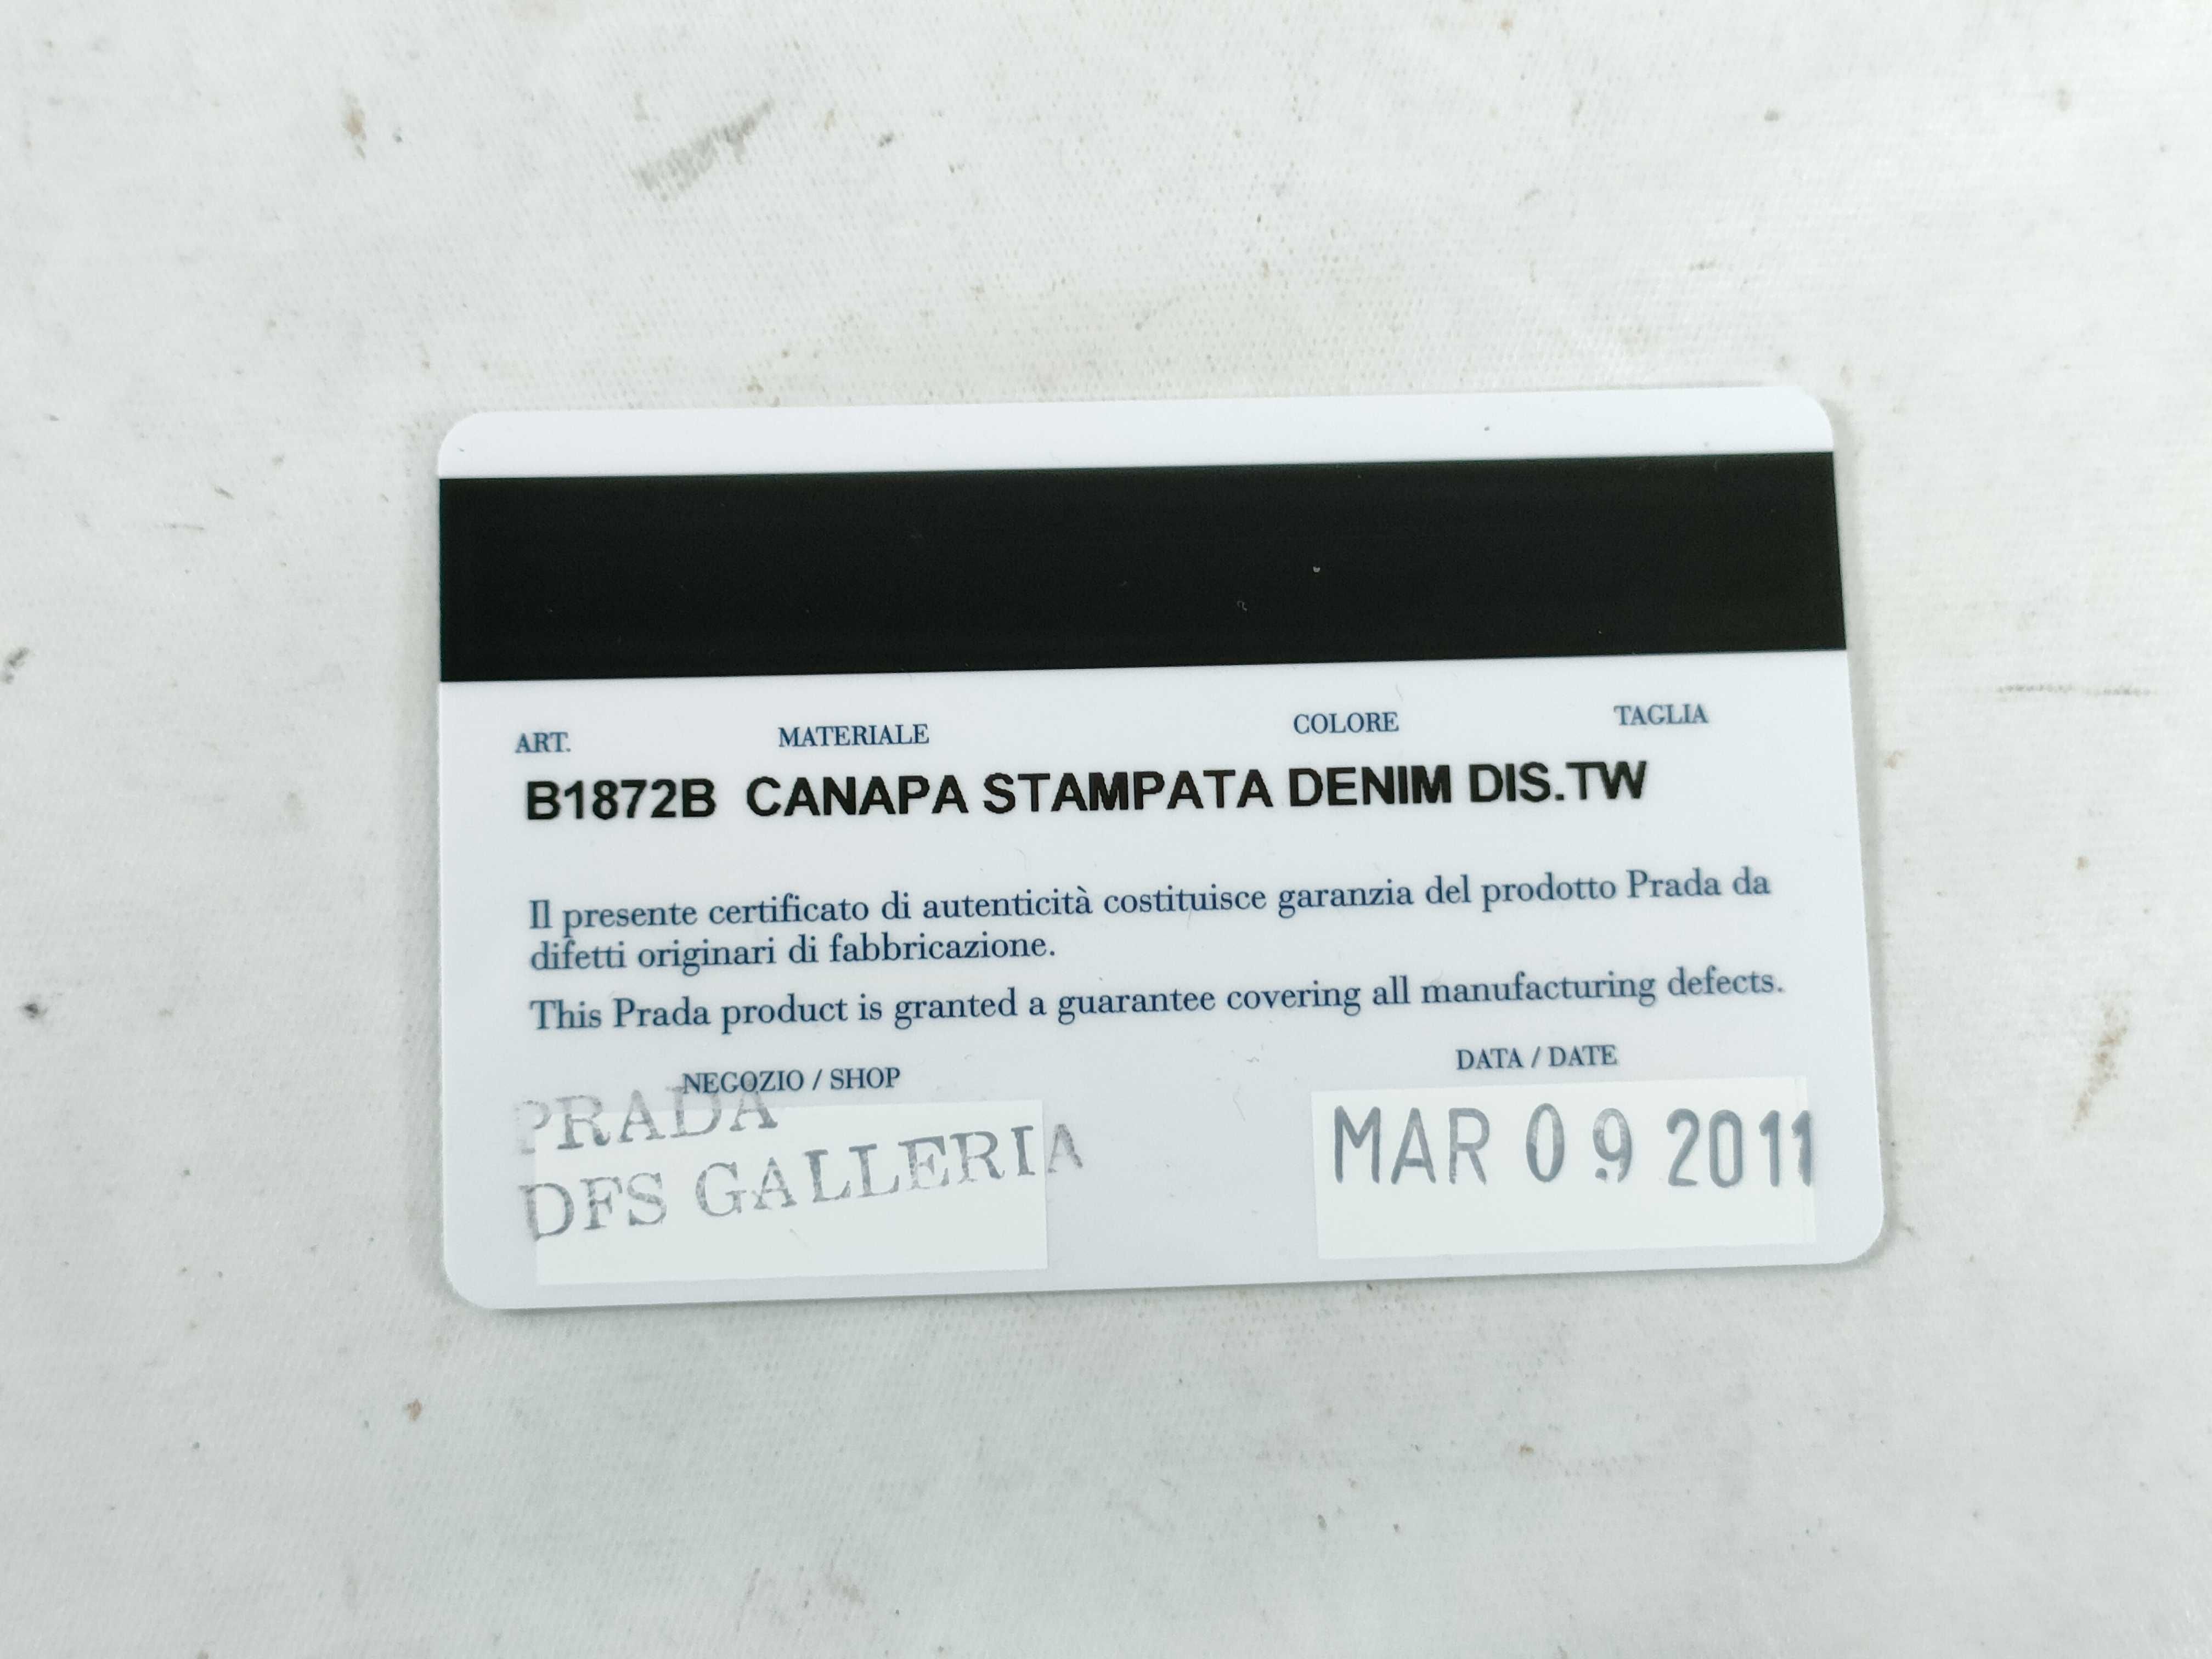 ART. MATERIALE COLORE TAGLIA
B1872B CANAPA STAMPATA DENIM DIS.TW
Il presente certificato di autenticità costituisce garanzia del prodotto Prada da
difetti originari di fabbricazione.
This Prada product is granted a guarantee covering all manufacturing defects.
NEGOZIO / SHOP DATA / DATE
PRADA
DFS GALLERIA MAR 09 2011